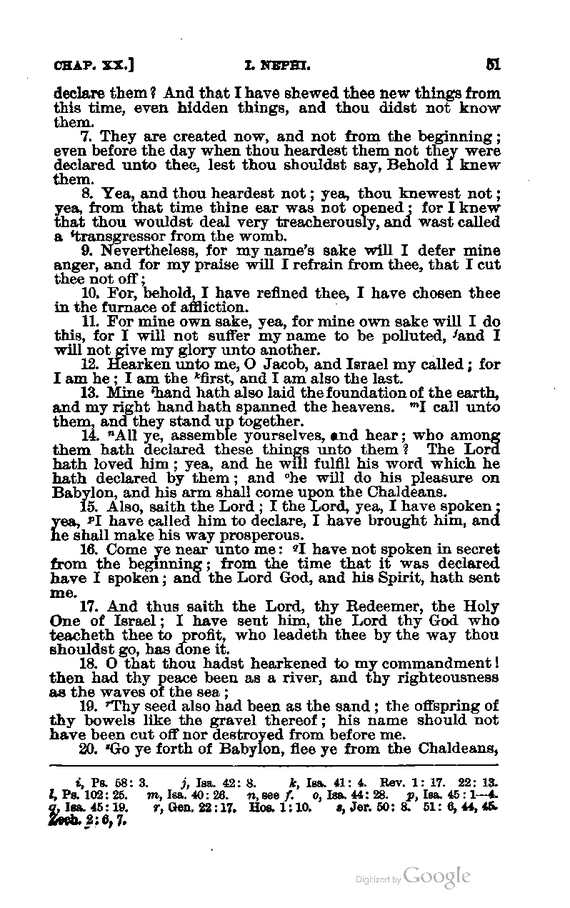 CHAP. XX.] I. NEPHI. 51
declare them? And that I have shewed thee new things from
this time, even hidden things, and thou didst not know
them.
7. They are created now, and not from the beginning;
even before the day when thou heardest them not they were
declared unto thee, lest thou shouldst say, Behold I knew
them.
8. Yea, and thou heardest not; yea, thou knewest not;
yea, from that time thine ear was not opened; for I knew
that thou wouldst deal very treacherously, and wast called
a ⁱtransgressor from the womb.
9. Nevertheless, for my name's sake will I defer mine
anger, and for my praise will I refrain from thee, that I cut
thee not off;
10. For, behold, I have refined thee, I have chosen thee
in the furnace of affliction.
11. For mine own sake, yea, for mine own sake will I do
this, for I will not suffer my name to be polluted, ʲand I
will not give my glory unto another.
12. Hearken unto me, O Jacob, and Israel my called; for
I am he; I am the ᵏfirst, and I am also the last.
13. Mine ˡhand hath also laid the foundation of the earth,
and my right hand hath spanned the heavens. ᵐI call unto
them, and they stand up together.
14. ⁿAll ye, assemble yourselves, and hear; who among
them hath declared these things unto them? The Lord
hath loved him; yea, and he will fulfil his word which he
hath declared by them; and ᵒhe will do his pleasure on
Babylon, and his arm shall come upon the Chaldeans.
15. Also, saith the Lord; I the Lord, yea, I have spoken;
yea, ᵖI have called him to declare, I have brought him, and
he shall make his way prosperous.
16. Come ye near unto me: qI have not spoken in secret
from the beginning; from the time that it was declared
have I spoken; and the Lord God, and his Spirit, hath sent
me.
17. And thus saith the Lord, thy Redeemer, the Holy
One of Israel; I have sent him, the Lord thy God who
teacheth thee to profit, who leadeth thee by the way thou
shouldst go, has done it.
18. O that thou hadst hearkened to my commandment!
then had thy peace been as a river, and thy righteousness
as the waves of the sea;
19. ʳThy seed also had been as the sand; the offspring of
thy bowels like the gravel thereof; his name should not
have been cut off nor destroyed from before me.
20. ˢGo ye forth of Babylon, flee ye from the Chaldeans,
i, Ps. 58: 3. j, Isa. 42: 8. k, Isa. 41: 4. Rev. 1: 17. 22: 13.
l, Ps. 102: 25. m, Isa. 40: 26. n, see f. o, Isa. 44: 28. p, Isa. 45: 1—4.
q, Isa. 45: 19. r, Gen. 22: 17. Hos. 1: 10. s, Jer. 50: 8. 51: 6, 44, 45.
Zech. 2: 6, 7.
Digitized by Google